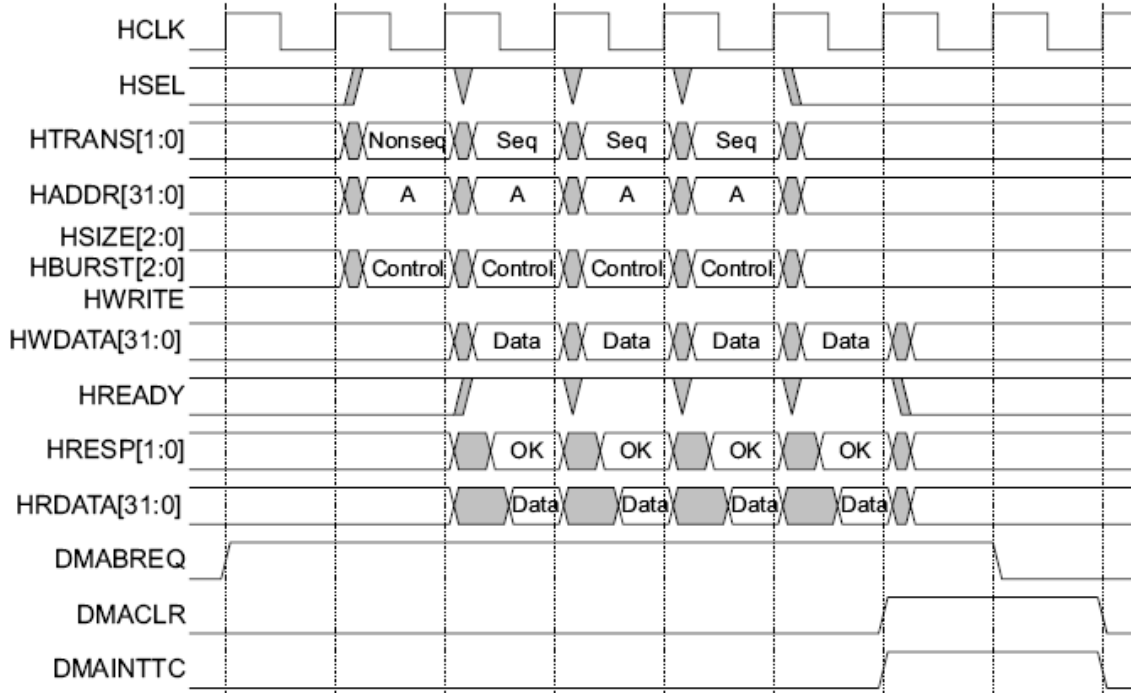 HCLK
HSEL
HTRANS[1:0] Nonseq Seq Seq Seq
HADDR[31:0] A A A A
HSIZE[2:0]
HBURST[2:0] Control Control Control Control
HWRITE
HWDATA[31:0] Data Data Data Data
HREADY
HRESP[1:0] OK OK OK OK
HRDATA[31:0] Data Data Data Data
DMABREQ
DMACLR
DMAINTTC